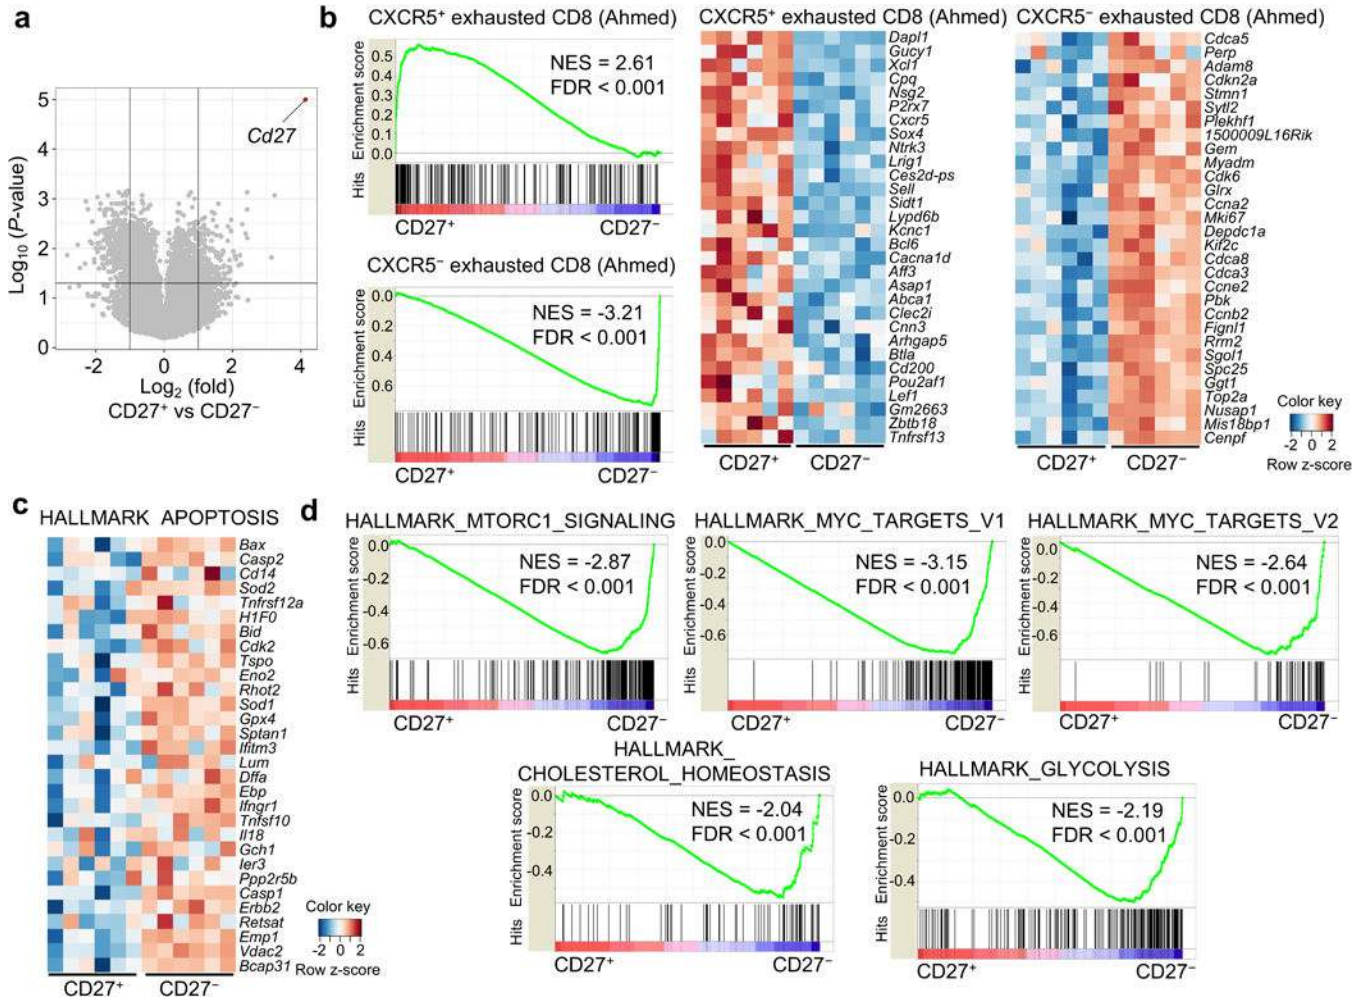 a
5
4
3
2
1
0
Log10 (P-value)
Cd27
-2
0
2
4
Log2 (fold)
CD27+ vs CD27−
b
CXCR5+ exhausted CD8 (Ahmed)
NES = 2.61
FDR < 0.001
0.5
0.4
0.3
0.2
0.1
0.0
Enrichment score
Hits
CD27+
CD27−
CXCR5− exhausted CD8 (Ahmed)
NES = -3.21
FDR < 0.001
0.0
0.2
0.4
0.6
Enrichment score
Hits
CD27+
CD27−
CXCR5+ exhausted CD8 (Ahmed)
Dapl1
Gucy1
Xcl1
Cpq
Nsg2
P2rx7
Cxcr5
Sox4
Ntrk3
Lrig1
Ces2d-ps
Sell
Sidt1
Lypd6b
Kcnc1
Bcl6
Cacna1d
Aff3
Asap1
Abca1
Clec2i
Cnn3
Arhgap5
Btla
Cd200
Pou2af1
Lef1
Gm2663
Zbtb18
Tnfrsf13
CD27+
CD27−
CXCR5− exhausted CD8 (Ahmed)
Cdca5
Perp
Adam8
Cdkn2a
Stmn1
Sytl2
Plekhf1
1500009L16Rik
Gem
Myadm
Cdk6
Glrx
Ccna2
Mki67
Depdc1a
Kif2c
Cdca8
Cdca3
Ccne2
Pbk
Ccnb2
Fignl1
Rrm2
Sgol1
Spc25
Ggt1
Top2a
Nusap1
Mis18bp1
Cenpf
CD27+
CD27−
Color key
-2 0 2
Row z-score
c
HALLMARK APOPTOSIS
Bax
Casp2
Cd14
Sod2
Tnfrsf12a
H1F0
Bid
Cdk2
Tspo
Eno2
Rhot2
Sod1
Gpx4
Sptan1
Ifitm3
Lum
Dffa
Ebp
Ifngr1
Tnfsf10
Il18
Gch1
Ier3
Ppp2r5b
Casp1
Erbb2
Retsat
Emp1
Vdac2
Bcap31
CD27+
CD27−
Color key
-2 0 2
Row z-score
d
HALLMARK_MTORC1_SIGNALING
NES = -2.87
FDR < 0.001
0.0
-0.2
-0.4
-0.6
Enrichment score
Hits
CD27+
CD27−
HALLMARK_MYC_TARGETS_V1
NES = -3.15
FDR < 0.001
0.0
-0.2
-0.4
-0.6
Enrichment score
Hits
CD27+
CD27−
HALLMARK_MYC_TARGETS_V2
NES = -2.64
FDR < 0.001
0.0
-0.2
-0.4
-0.6
Enrichment score
Hits
CD27+
CD27−
HALLMARK_
CHOLESTEROL_HOMEOSTASIS
NES = -2.04
FDR < 0.001
0.0
-0.2
-0.4
Enrichment score
Hits
CD27+
CD27−
HALLMARK_GLYCOLYSIS
NES = -2.19
FDR < 0.001
0.0
-0.2
-0.4
Enrichment score
Hits
CD27+
CD27−